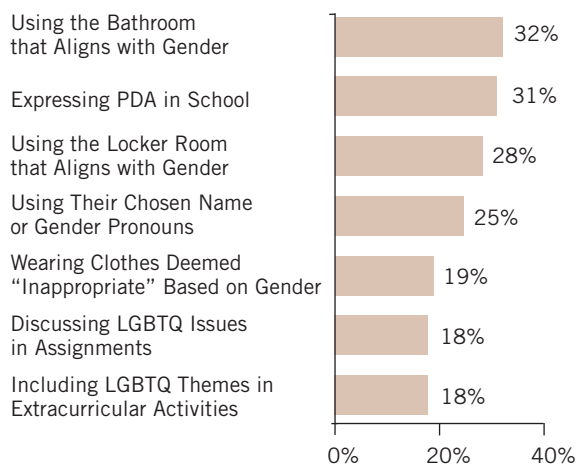 Using the Bathroom
that Aligns with Gender
32%
Expressing PDA in School
31%
Using the Locker Room
that Aligns with Gender
28%
Using Their Chosen Name
or Gender Pronouns
25%
Wearing Clothes Deemed
“Inappropriate” Based on Gender
19%
Discussing LGBTQ Issues
in Assignments
18%
Including LGBTQ Themes in
Extracurricular Activities
18%
0% 20% 40%